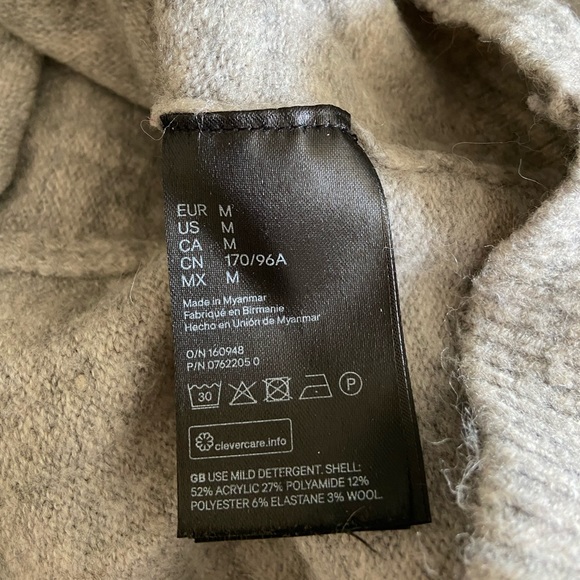 EUR M
US M
CA M
CN 170/96A
MX M
Made in Myanmar
Fabriqué en Birmanie
Hecho en Unión de Myanmar
O/N 160948
P/N 0762205 0
30 P
clevercare.info
GB USE MILD DETERGENT. SHELL:
52% ACRYLIC 27% POLYAMIDE 12%
POLYESTER 6% ELASTANE 3% WOOL.